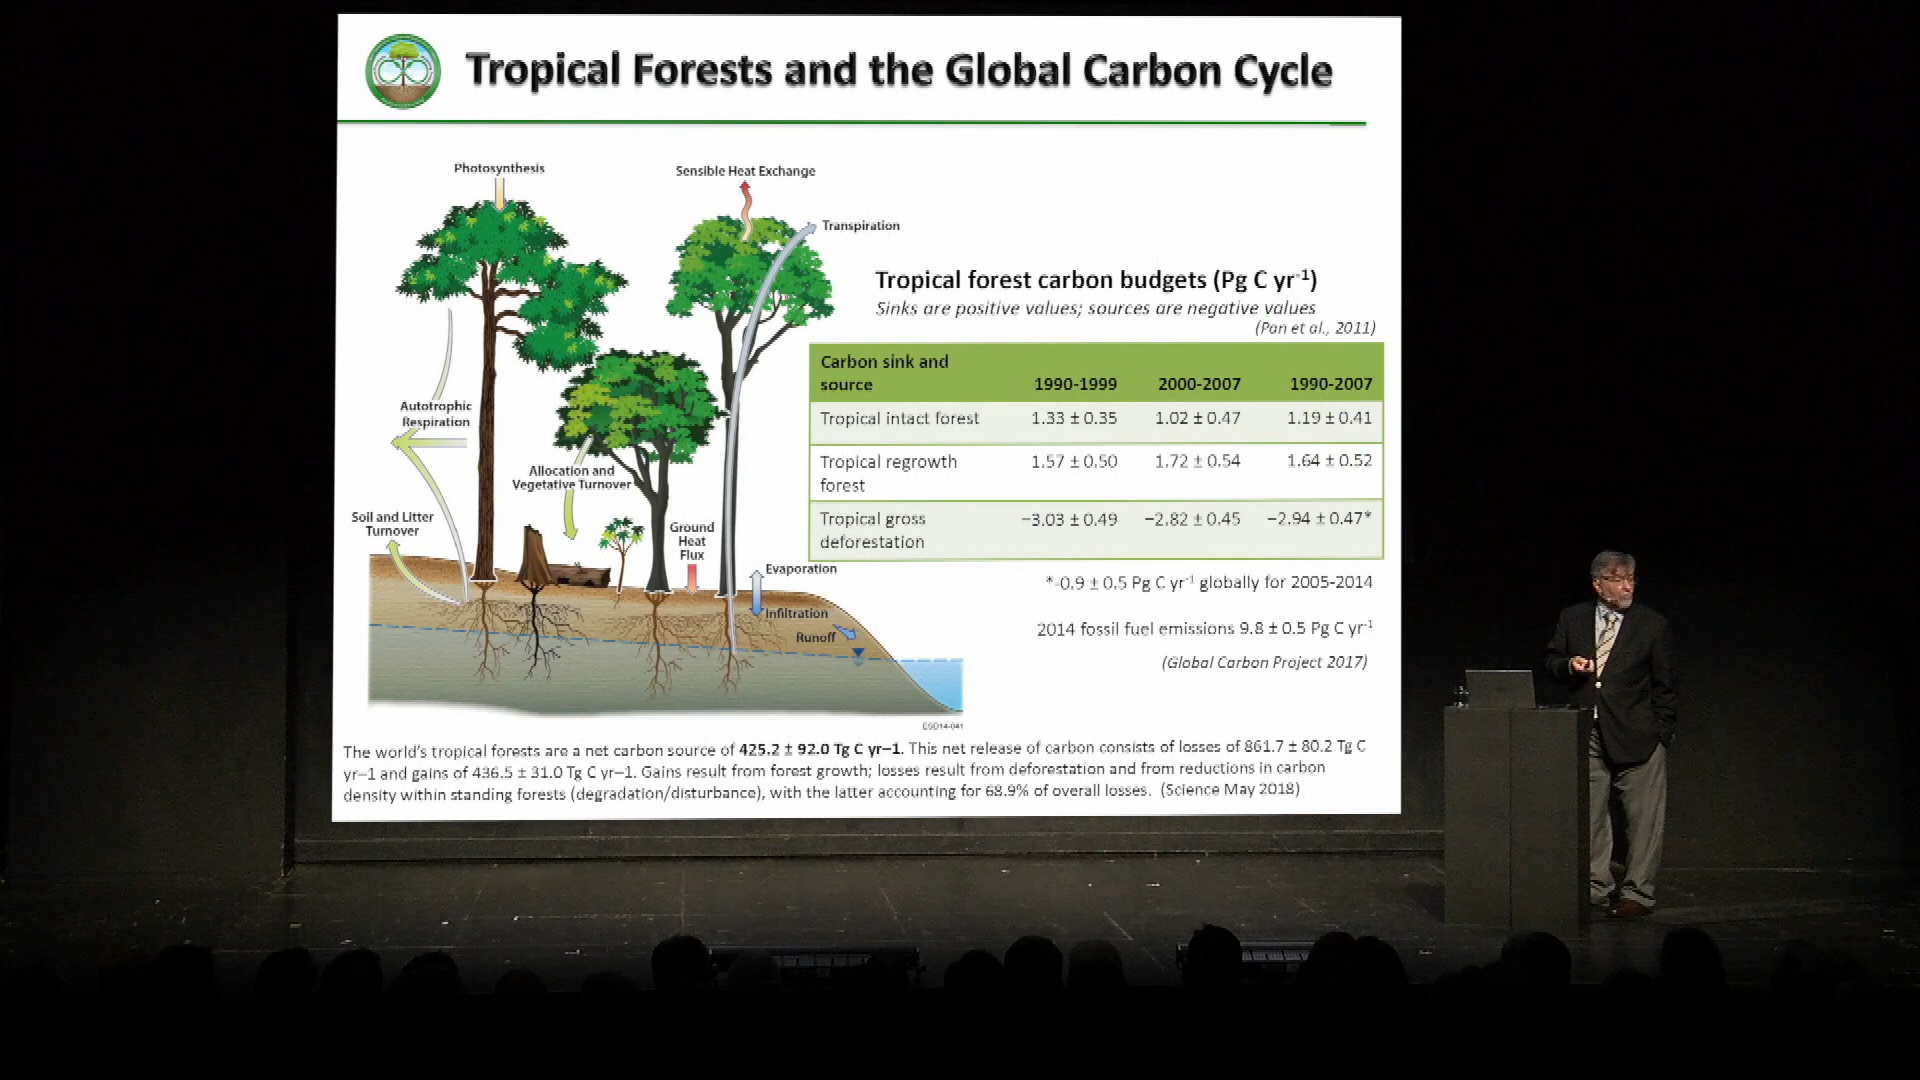 Tropical Forests and the Global Carbon Cycle
Photosynthesis
Sensible Heat Exchange
Transpiration
Autotrophic
Respiration
Allocation and
Vegetative Turnover
Soil and Litter
Turnover
Ground
Heat
Flux
Evaporation
Infiltration
Runoff
ESD14-041
Tropical forest carbon budgets (Pg C yr-1)
Sinks are positive values; sources are negative values
(Pan et al., 2011)
Carbon sink and
source 1990-1999 2000-2007 1990-2007
Tropical intact forest 1.33 ± 0.35 1.02 ± 0.47 1.19 ± 0.41
Tropical regrowth 1.57 ± 0.50 1.72 ± 0.54 1.64 ± 0.52
forest
Tropical gross −3.03 ± 0.49 −2.82 ± 0.45 −2.94 ± 0.47*
deforestation
*-0.9 ± 0.5 Pg C yr-1 globally for 2005-2014
2014 fossil fuel emissions 9.8 ± 0.5 Pg C yr-1
(Global Carbon Project 2017)
The world's tropical forests are a net carbon source of 425.2 ± 92.0 Tg C yr–1. This net release of carbon consists of losses of 861.7 ± 80.2 Tg C
yr–1 and gains of 436.5 ± 31.0 Tg C yr–1. Gains result from forest growth; losses result from deforestation and from reductions in carbon
density within standing forests (degradation/disturbance), with the latter accounting for 68.9% of overall losses. (Science May 2018)